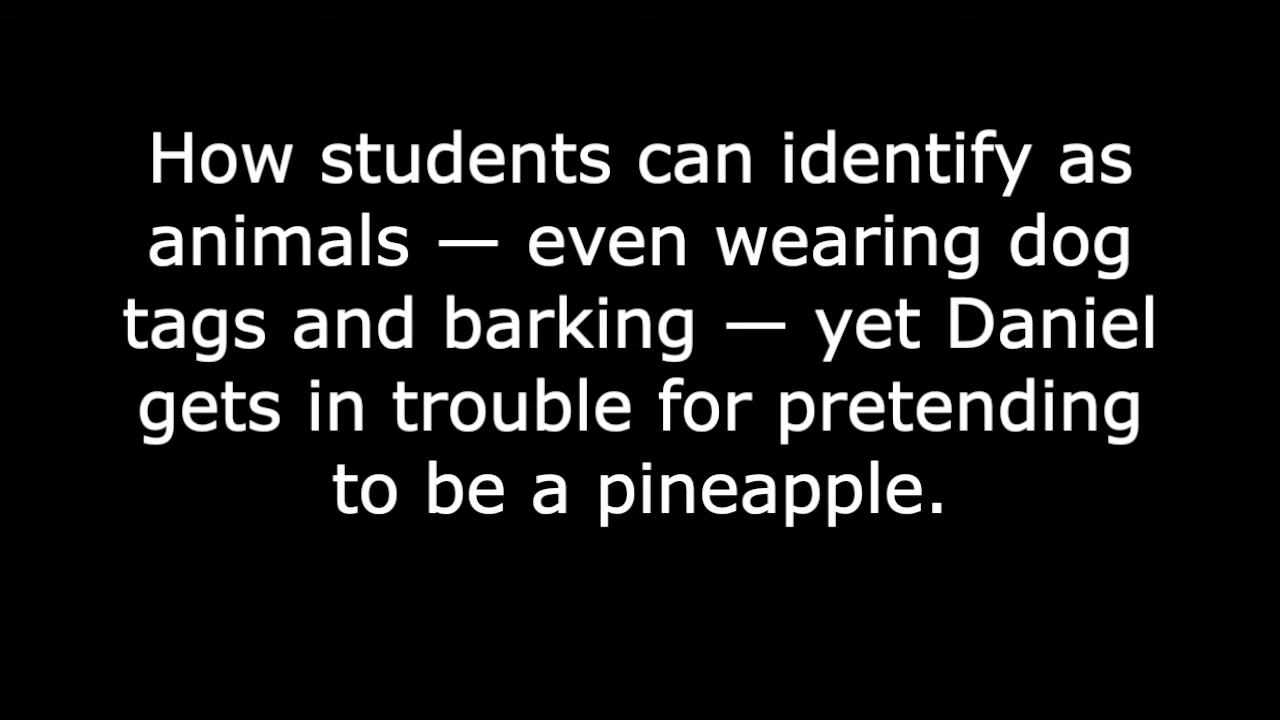 How students can identify as
animals — even wearing dog
tags and barking — yet Daniel
gets in trouble for pretending
to be a pineapple.